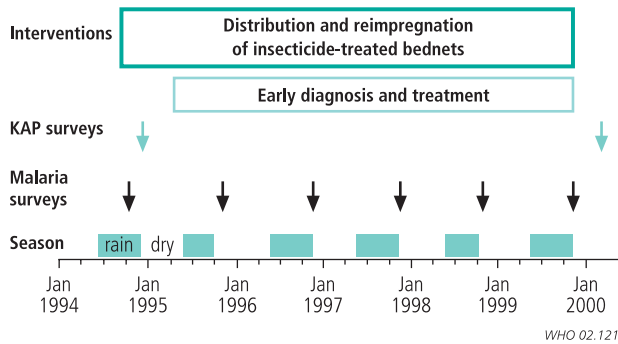 Interventions
Distribution and reimpregnation
of insecticide-treated bednets
Early diagnosis and treatment
KAP surveys
Malaria
surveys
Season
rain
dry
Jan
1994
Jan
1995
Jan
1996
Jan
1997
Jan
1998
Jan
1999
Jan
2000
WHO 02.121